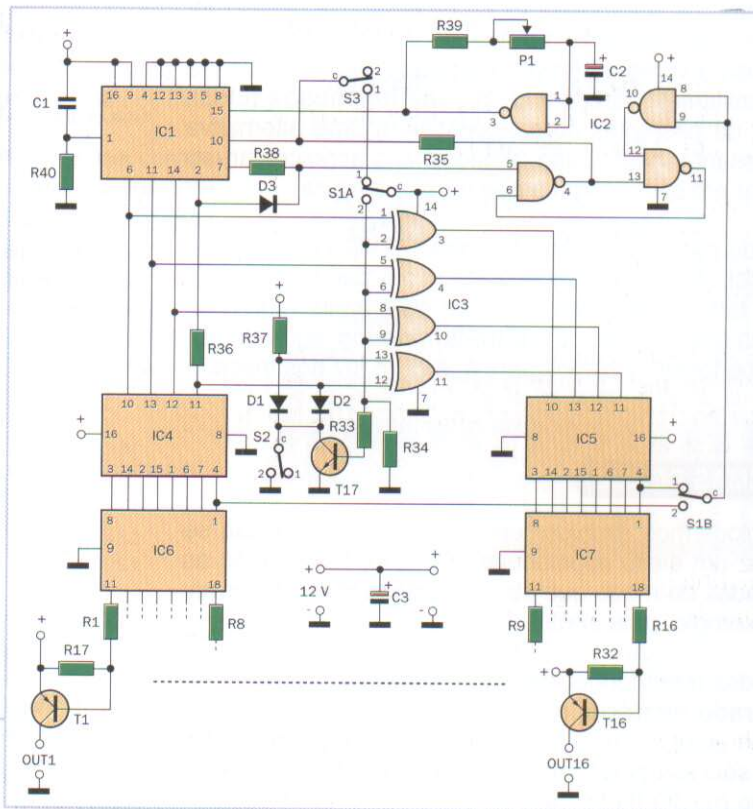 R39
P1
+
C2
+
14
16 9 4 12 13 3 5 8
15
C1
c 2
1
S3
1
2
3
IC2
10
8
9
IC1
1
10
R35
12
R40
7
R38
5
6
4
13
11
7
6 11 14 2
D3
S1A
1
c
2
+
14
1
2
3
5
6
4
IC3
+
R37
8
9
10
R36
13
12
11
7
10 13 12 11
D1
D2
R33
R34
10 13 12 11
+
16
IC4
8
S2
c
2 1
T17
8
IC5
16
+
3 14 2 15 1 6 7 4
3 14 2 15 1 6 7 4
1
2
c
S1B
8 1
9
IC6
11 18
8 1
9
IC7
11 18
+ +
12 V
C3
+
- -
R1
R8
R9
R16
+
R17
T1
OUT1
+
R32
T16
OUT16